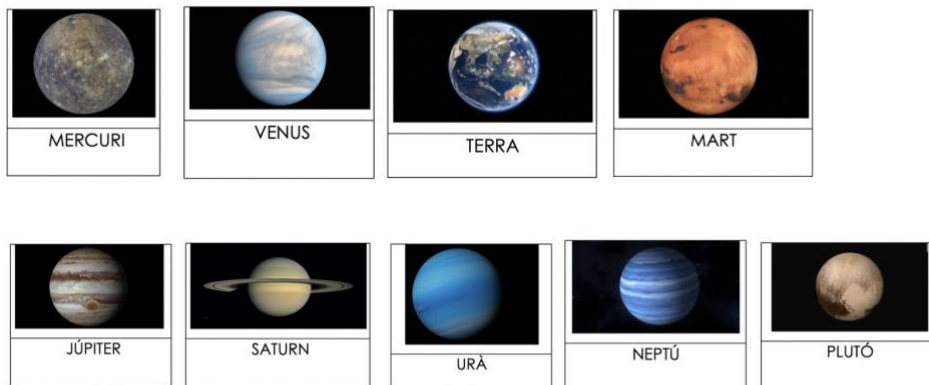 MERCURI
VENUS
TERRA
MART
JÚPITER
SATURN
URÀ
NEPTÚ
PLUTÓ